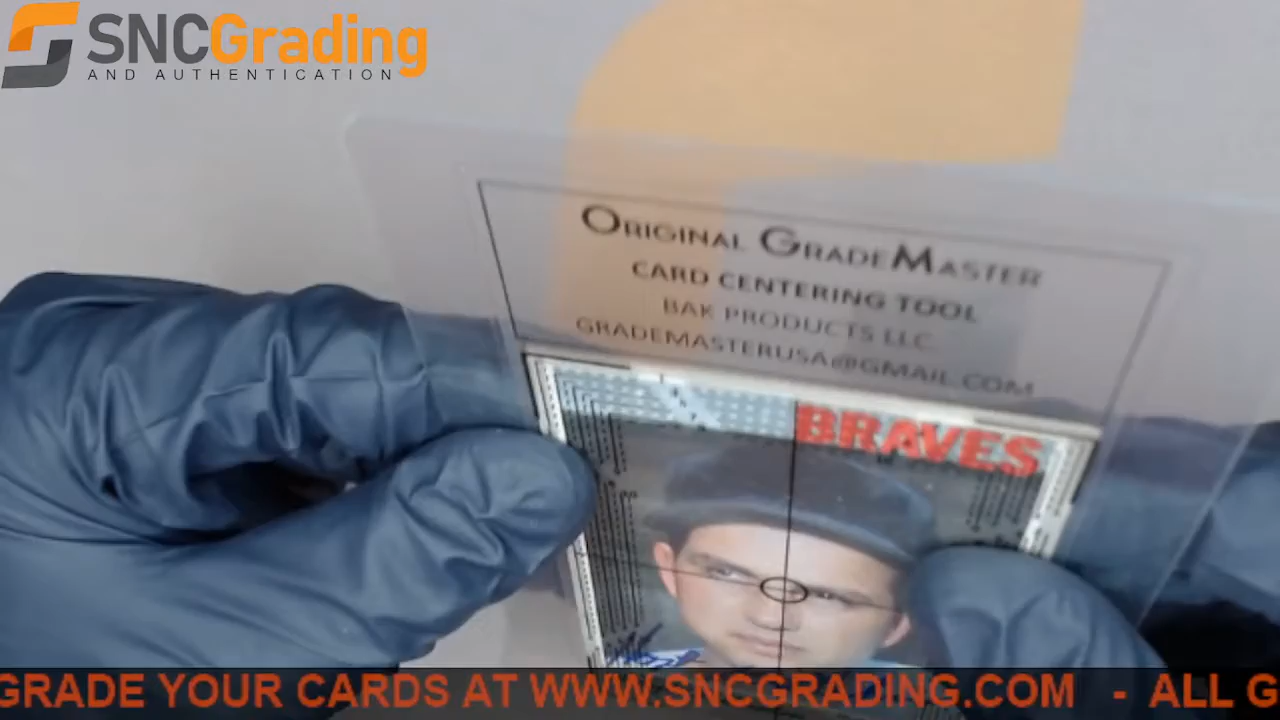 SNCGrading
AND AUTHENTICATION
ORIGINAL GRADEMASTER
CARD CENTERING TOOL
BAK PRODUCTS LLC
GRADEMASTERUSA@GMAIL.COM
BRAVES
GRADE YOUR CARDS AT WWW.SNCGRADING.COM - ALL G